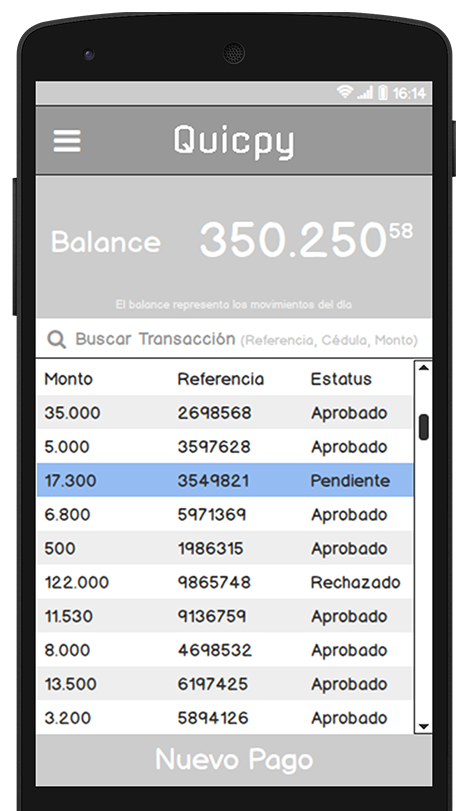 16:14
Quicpy
Balance 350.250 58
El balance representa los movimientos del día
Buscar Transacción (Referencia, Cédula, Monto)
Monto Referencia Estatus
35.000 2698568 Aprobado
5.000 3597628 Aprobado
17.300 3549821 Pendiente
6.800 5971369 Aprobado
500 1986315 Aprobado
122.000 9865748 Rechazado
11.530 9136759 Aprobado
8.000 4698532 Aprobado
13.500 6197425 Aprobado
3.200 5894126 Aprobado
Nuevo Pago